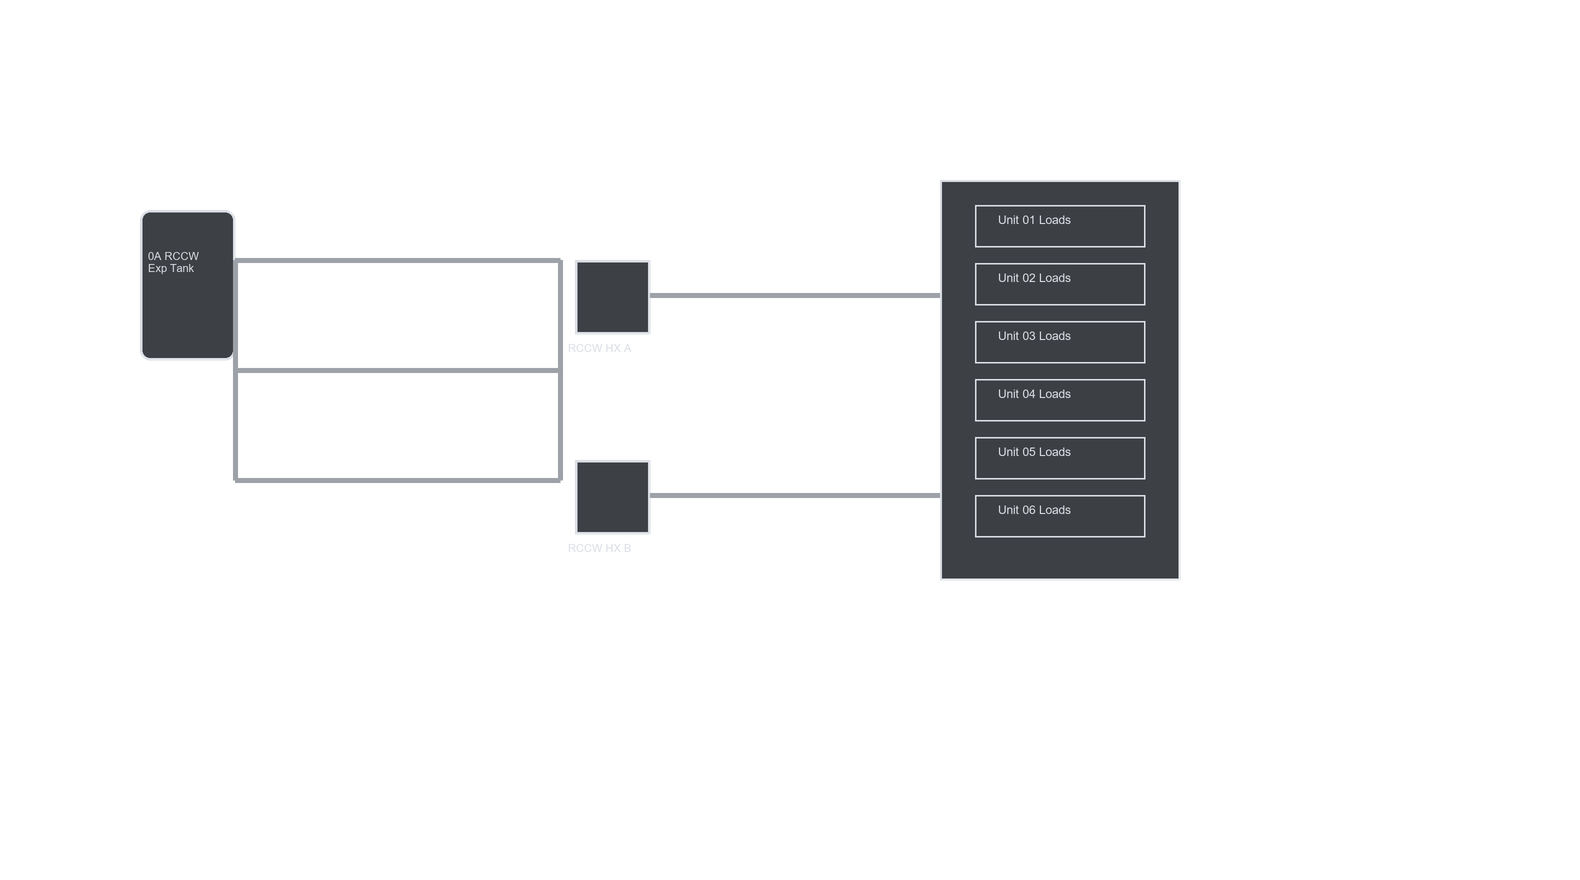 0A RCCW
Exp Tank
RCCW HX A
RCCW HX B
Unit 01 Loads
Unit 02 Loads
Unit 03 Loads
Unit 04 Loads
Unit 05 Loads
Unit 06 Loads